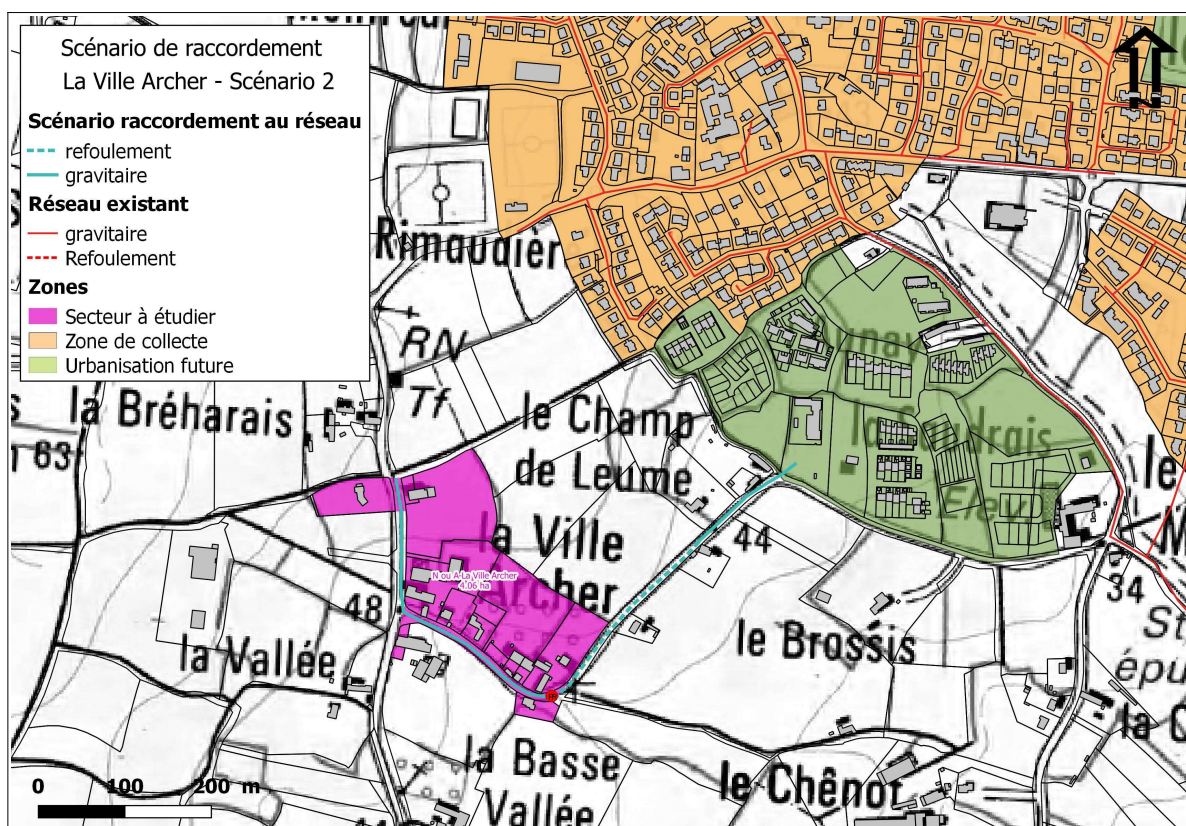 Scénario de raccordement
La Ville Archer - Scénario 2
Scénario raccordement au réseau
refoulement
gravitaire
Réseau existant
gravitaire
Refoulement
Zones
Secteur à étudier
Zone de collecte
Urbanisation future
N
Rimaudièr
RN
Tf
la Bréharais
63
le Champ
de Leume
la Ville
Archer
N ou A-La Ville Archer
4.06 ha
48
la Vallée
44
le Brossis
34
le
M
St
épu
la C
la Basse
Vallée
le Chênot
0 100 200 m